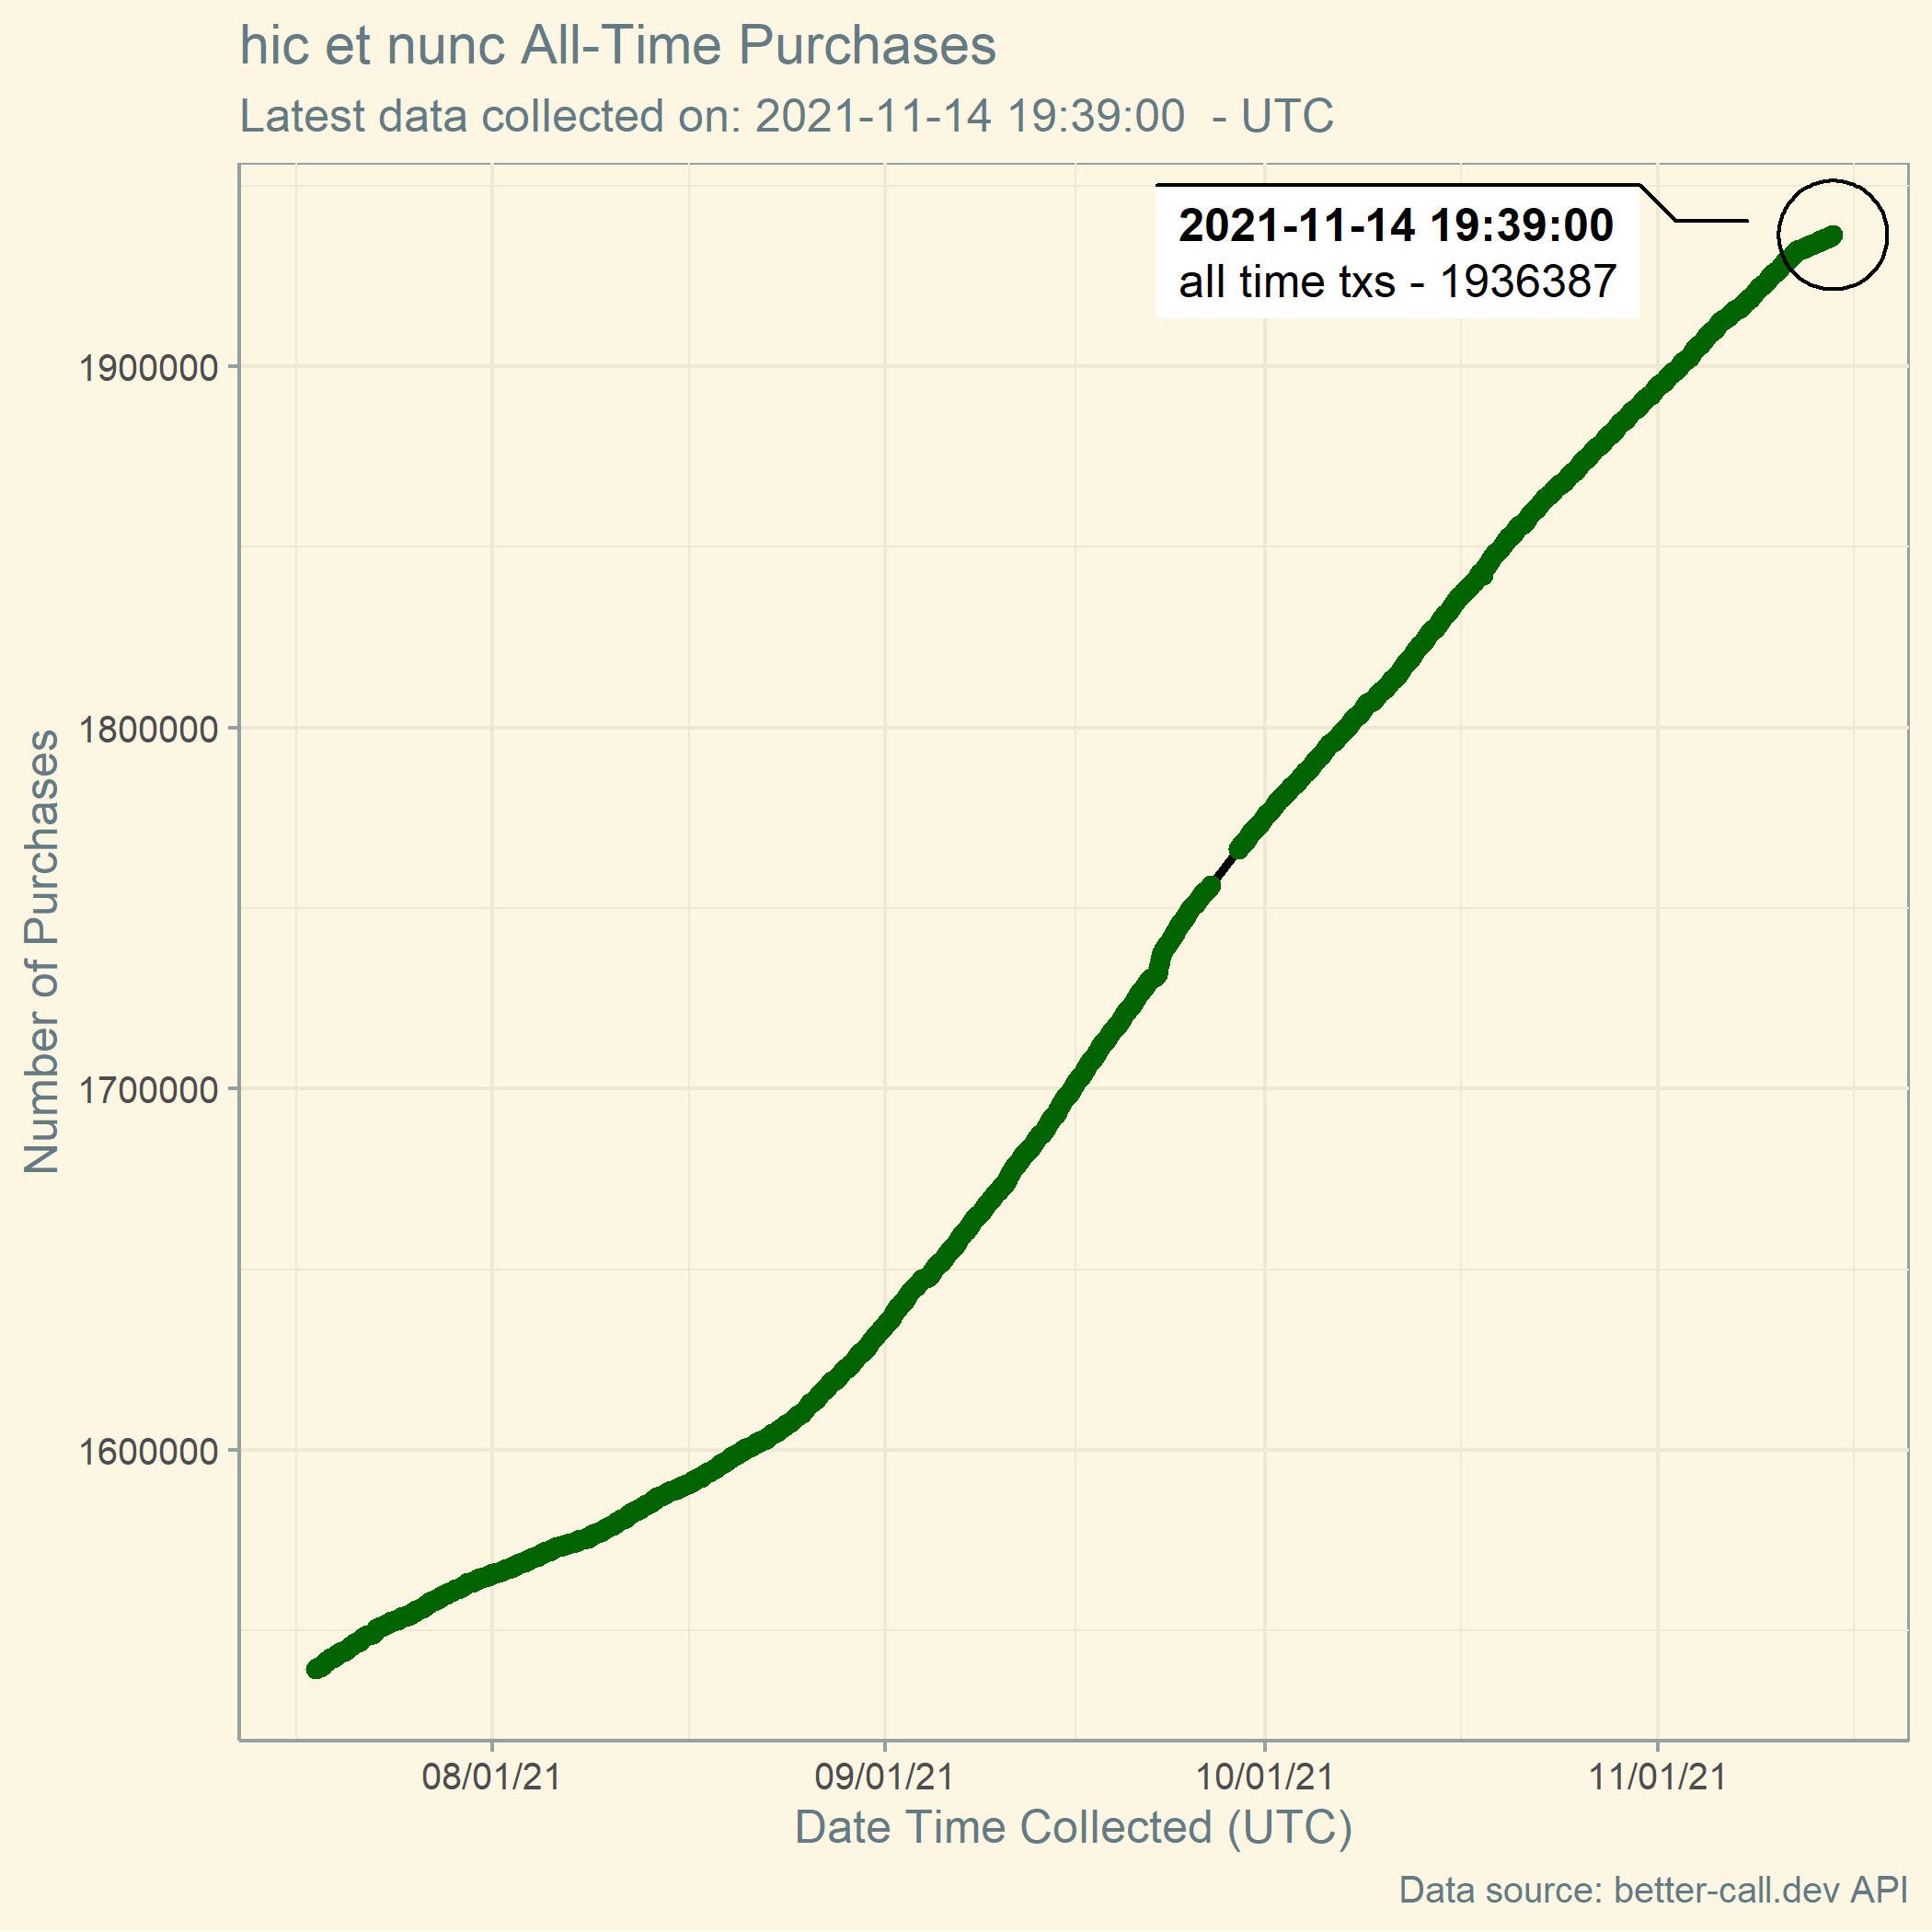 hic et nunc All-Time Purchases
Latest data collected on: 2021-11-14 19:39:00  - UTC
2021-11-14 19:39:00
all time txs - 1936387
Number of Purchases
1900000
1800000
1700000
1600000
08/01/21
09/01/21
10/01/21
11/01/21
Date Time Collected (UTC)
Data source: better-call.dev API